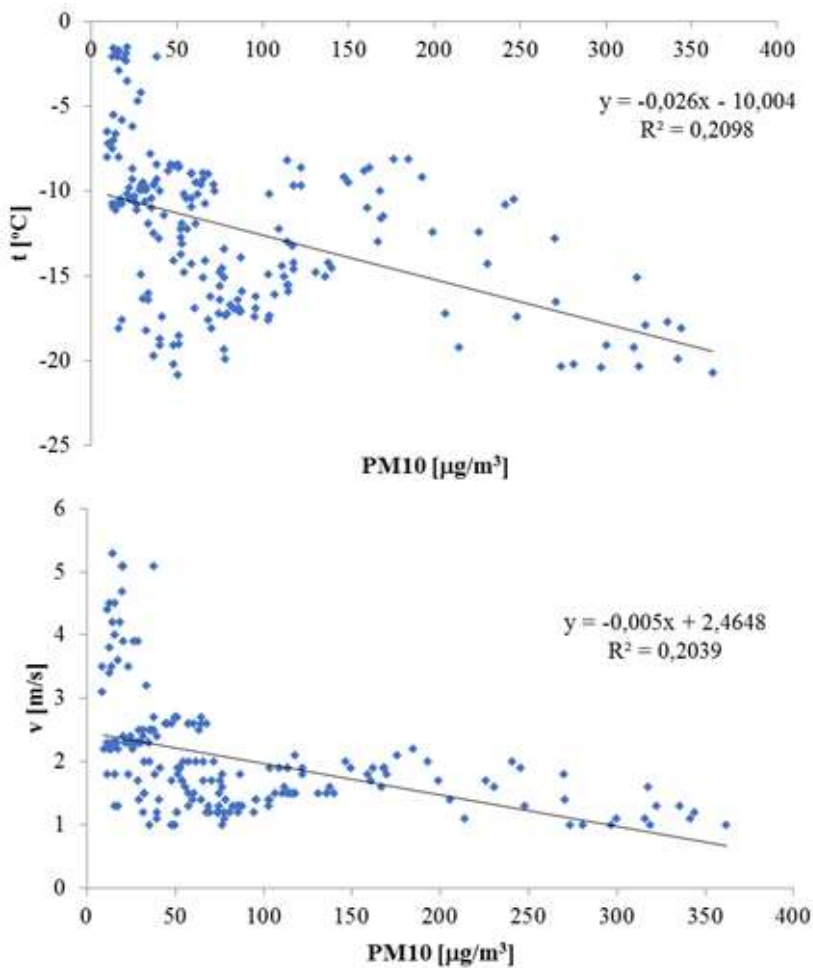 0
0 50 100 150 200 250 300 350 400
-5
y = -0,026x - 10,004
R² = 0,2098
-10
t [°C]
-15
-20
-25
PM10 [µg/m³]
6
5
y = -0,005x + 2,4648
R² = 0,2039
4
3
v [m/s]
2
1
0
0 50 100 150 200 250 300 350 400
PM10 [µg/m³]